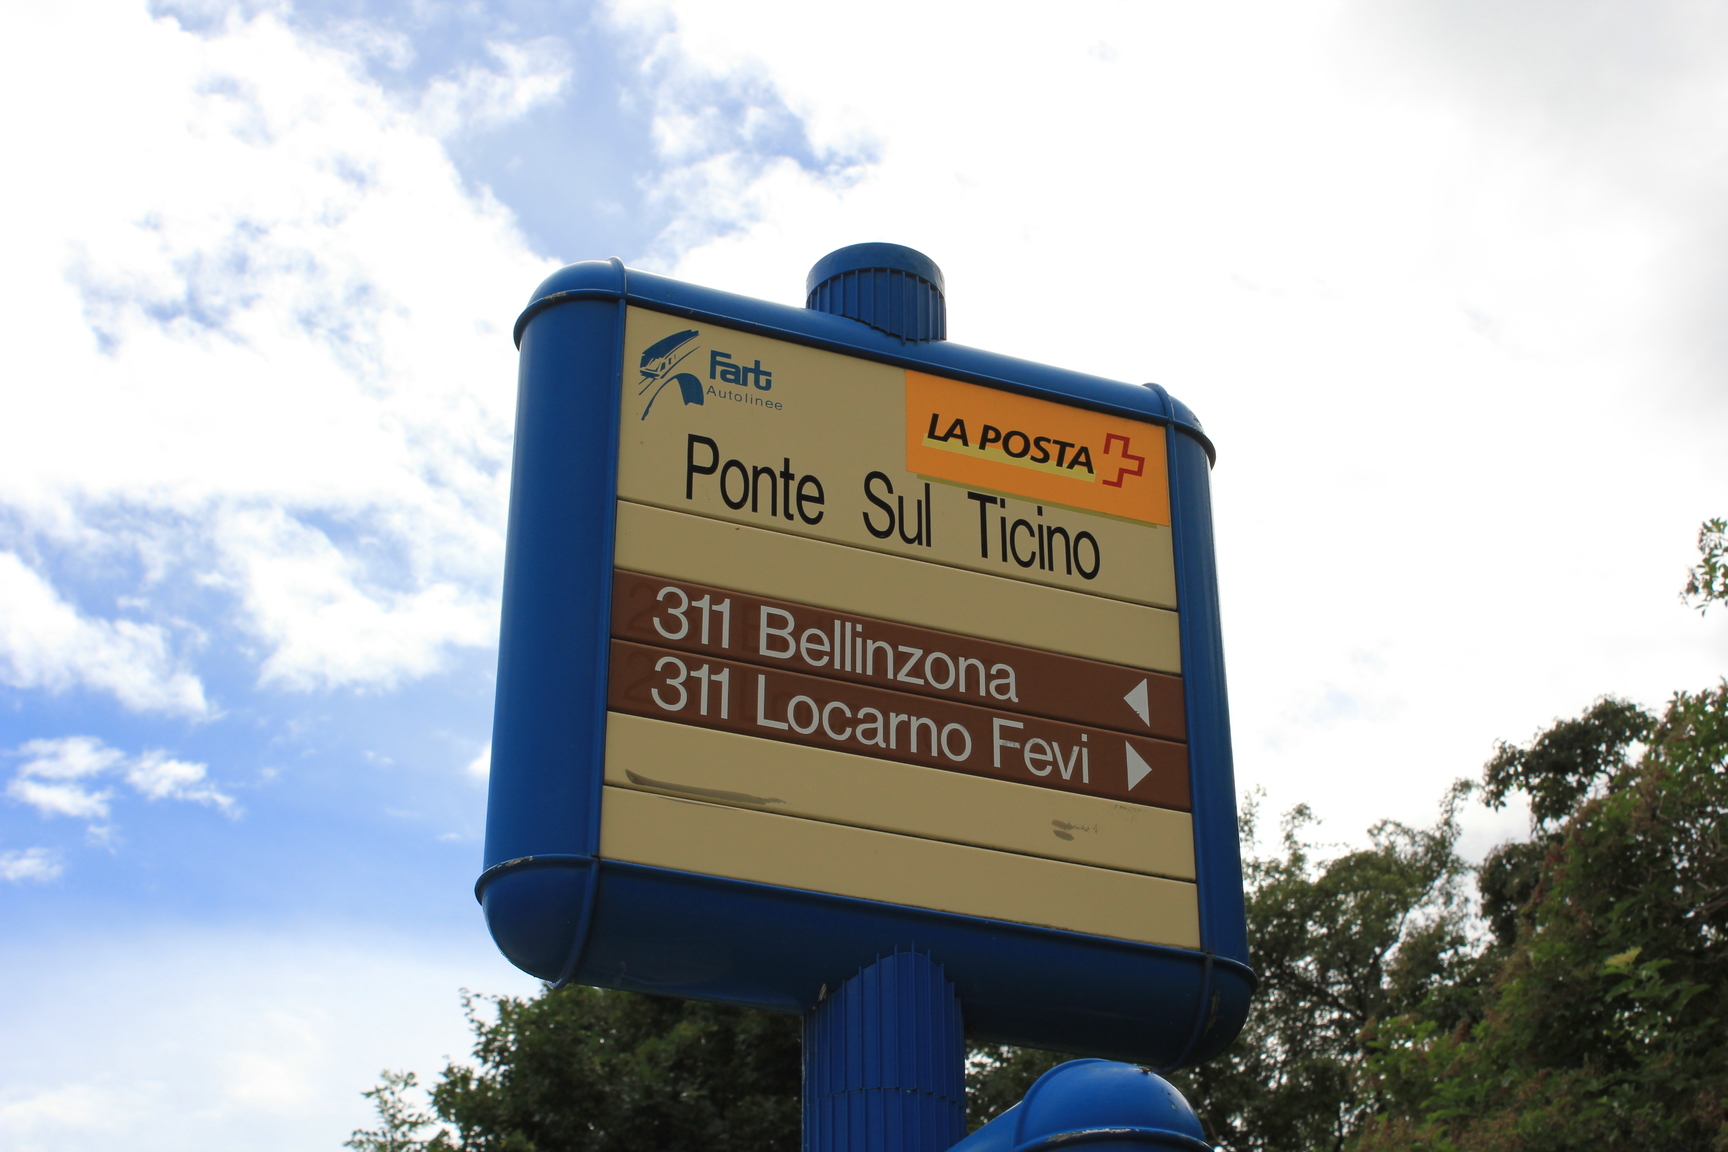 Fart
Autolinee
LA POSTA
Ponte Sul Ticino
311 Bellinzona
311 Locarno Fevi